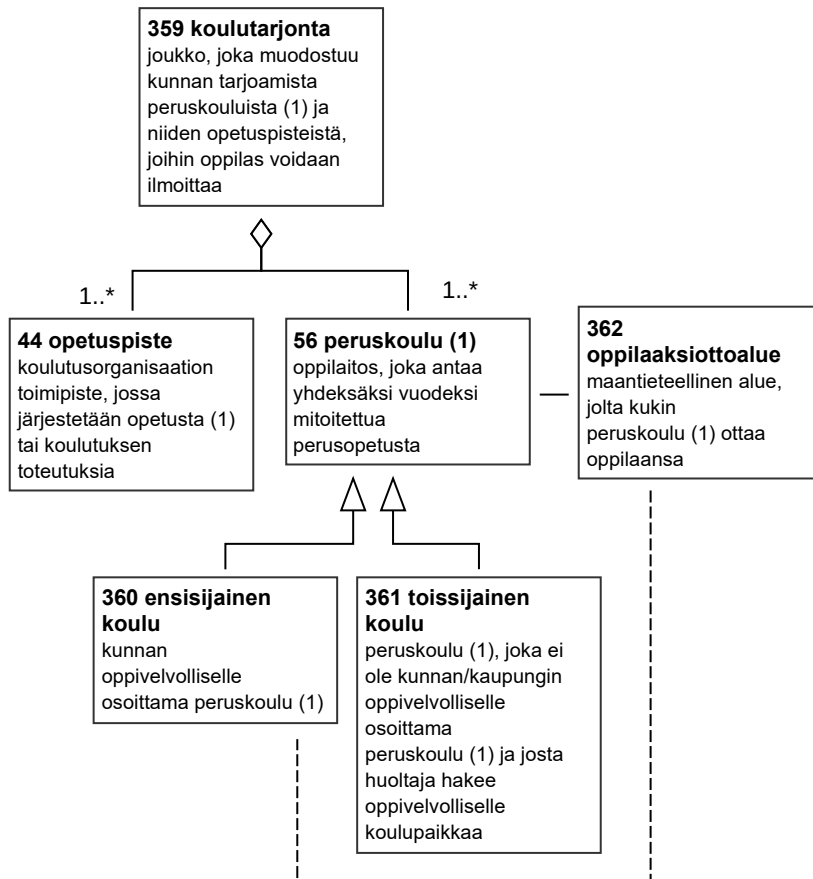 359 koulutarjonta
joukko, joka muodostuu
kunnan tarjoamista
peruskouluista (1) ja
niiden opetuspisteistä,
joihin oppilas voidaan
ilmoittaa
1..*
1..*
44 opetuspiste
koulutusorganisaation
toimipiste, jossa
järjestetään opetusta (1)
tai koulutuksen
toteutuksia
56 peruskoulu (1)
oppilaitos, joka antaa
yhdeksäksi vuodeksi
mitoitettua
perusopetusta
362
oppilaaksiottoalue
maantieteellinen alue,
jolta kukin
peruskoulu (1) ottaa
oppilaansa
360 ensisijainen
koulu
kunnan
oppivelvolliselle
osoittama peruskoulu (1)
361 toissijainen
koulu
peruskoulu (1), joka ei
ole kunnan/kaupungin
oppivelvolliselle
osoittama
peruskoulu (1) ja josta
huoltaja hakee
oppivelvolliselle
koulupaikkaa